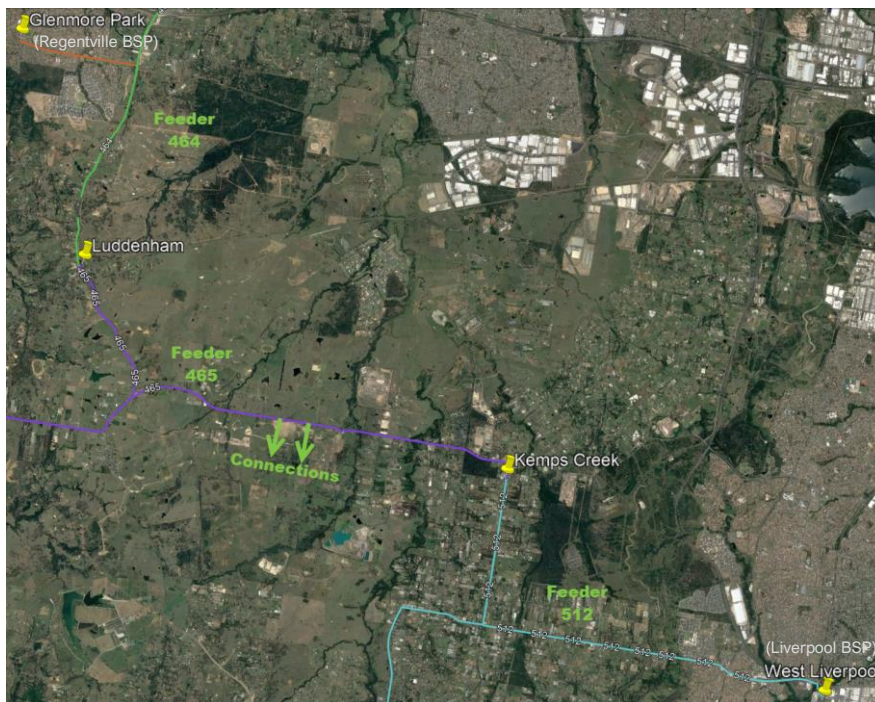 Glenmore Park
(Regentville BSP)
Feeder
464
464
Luddenham
465
465
465
Feeder
465
465
465
Connections
Kemps Creek
512
512
512
Feeder
512
512 512 512 512 512 512 512
(Liverpool BSP)
West Liverpool